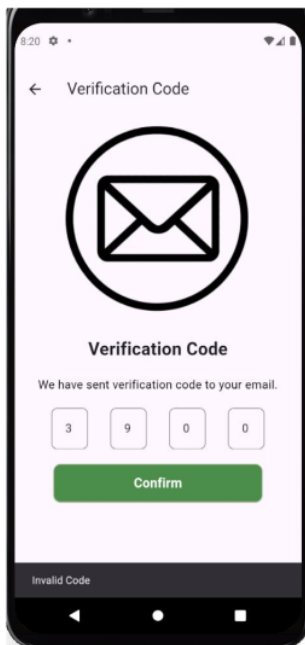 8:20
Verification Code
Verification Code
We have sent verification code to your email.
3 9 0 0
Confirm
Invalid Code